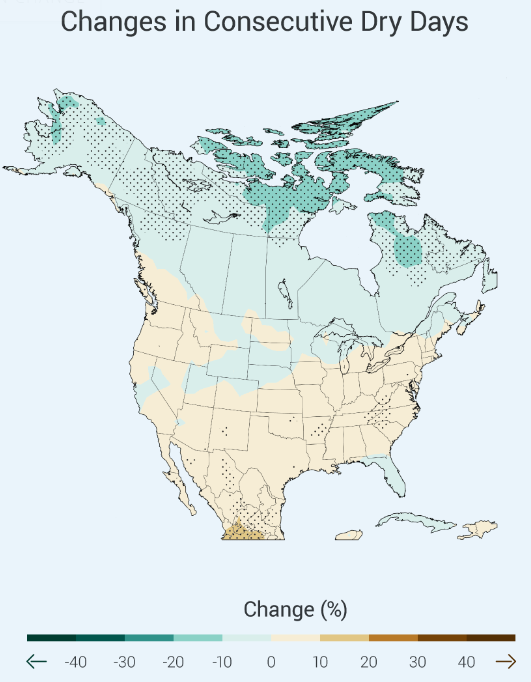 Changes in Consecutive Dry Days
Change (%)
← -40 -30 -20 -10 0 10 20 30 40 →